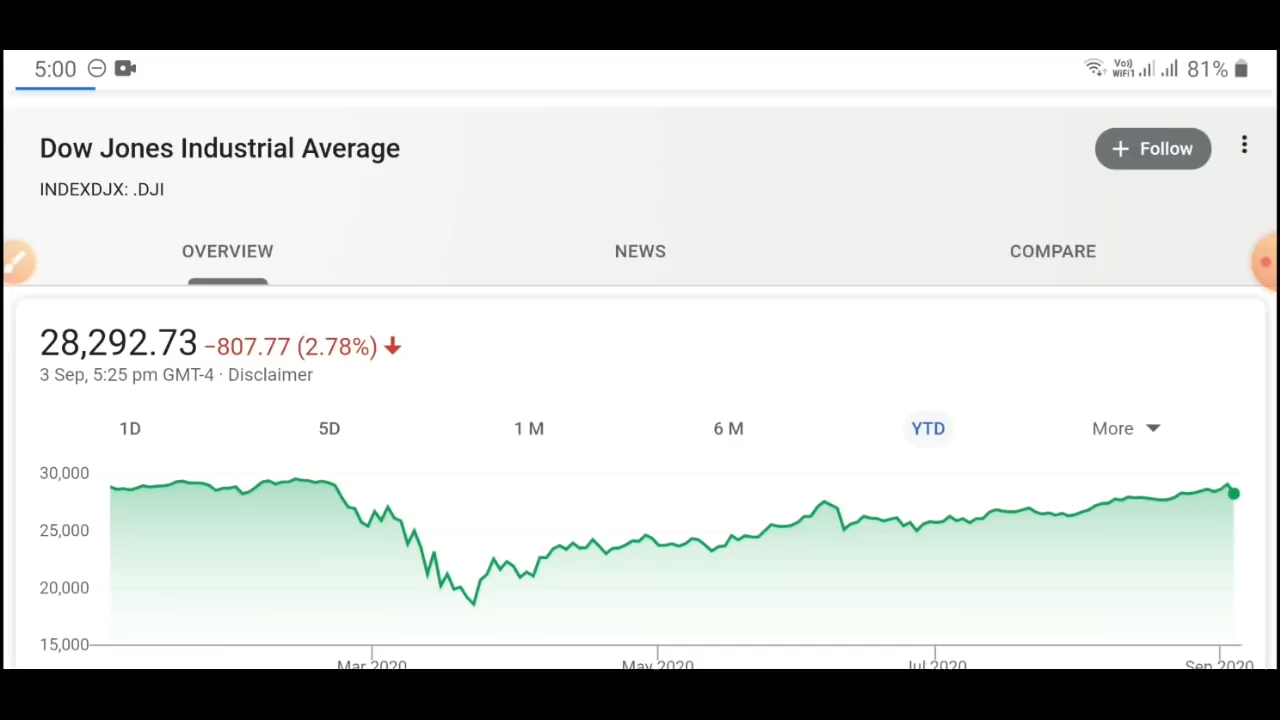 5:00
Vo)) WiFi1 81%
Dow Jones Industrial Average
+ Follow
INDEXDJX: .DJI
OVERVIEW NEWS COMPARE
28,292.73 −807.77 (2.78%)
3 Sep, 5:25 pm GMT-4 · Disclaimer
1D 5D 1 M 6 M YTD More
30,000
25,000
20,000
15,000
Mar 2020 May 2020 Jul 2020 Sep 2020